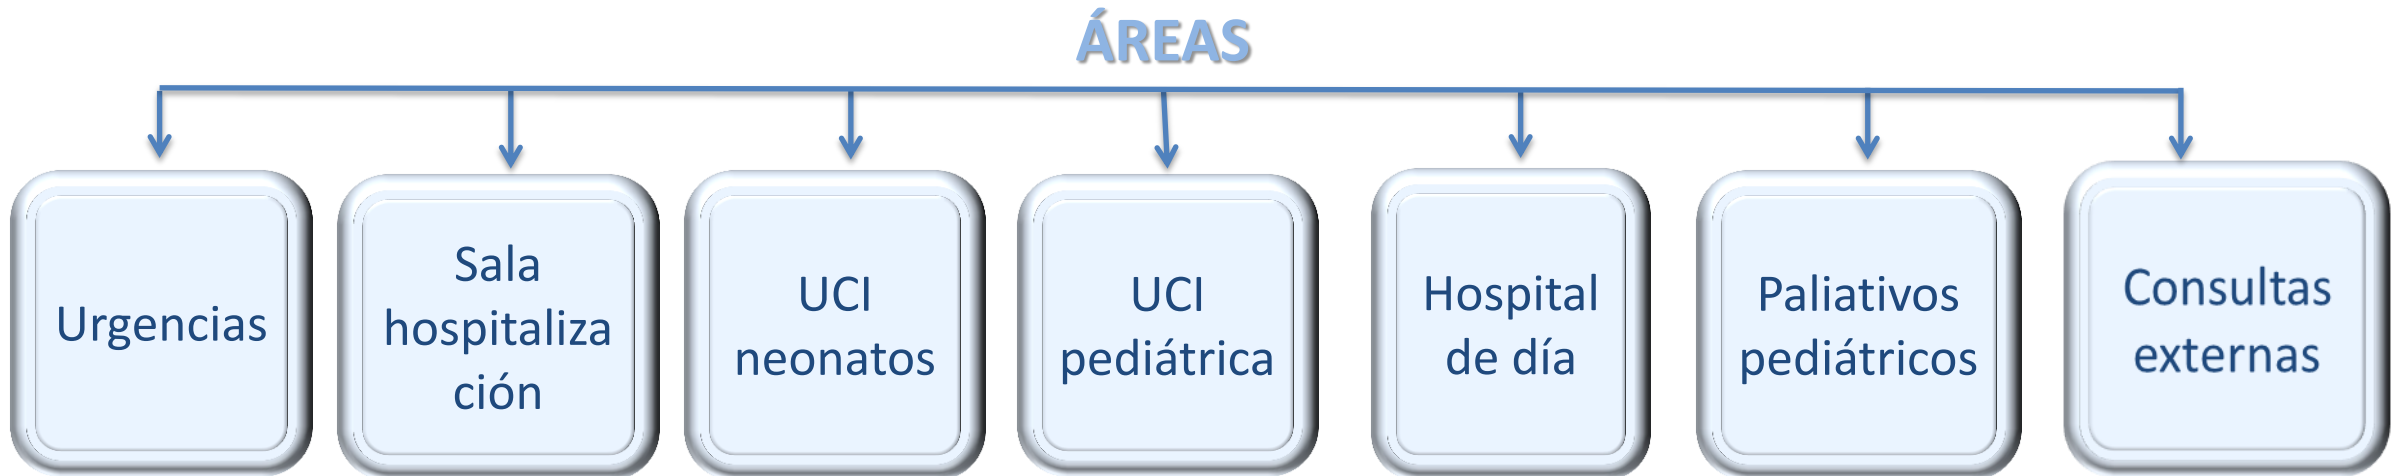 ÁREAS
Urgencias
Sala
hospitaliza
ción
UCI
neonatos
UCI
pediátrica
Hospital
de día
Paliativos
pediátricos
Consultas
externas